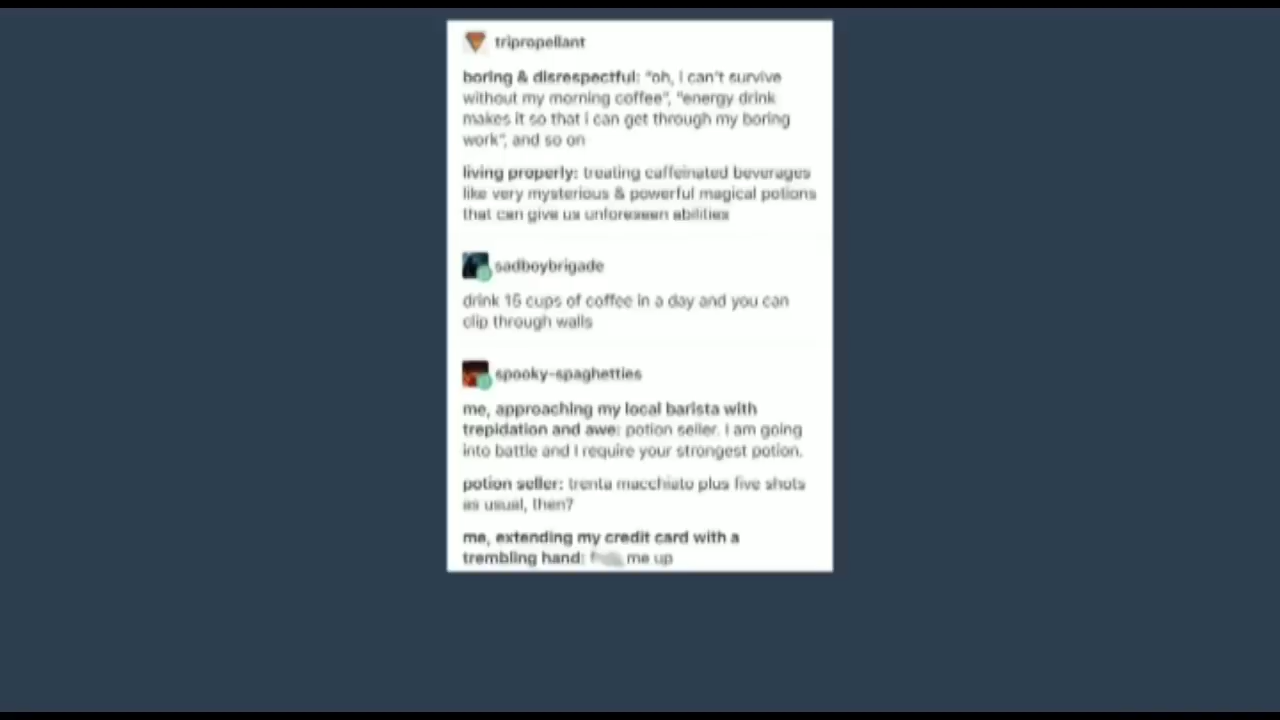 tripropellant
boring & disrespectful: "oh, i can't survive
without my morning coffee", "energy drink
makes it so that i can get through my boring
work", and so on
living properly: treating caffeinated beverages
like very mysterious & powerful magical potions
that can give us unforeseen abilities
sadboybrigade
drink 15 cups of coffee in a day and you can
clip through walls
spooky-spaghetties
me, approaching my local barista with
trepidation and awe: potion seller. I am going
into battle and I require your strongest potion.
potion seller: trenta macchiato plus five shots
as usual, then?
me, extending my credit card with a
trembling hand: me up